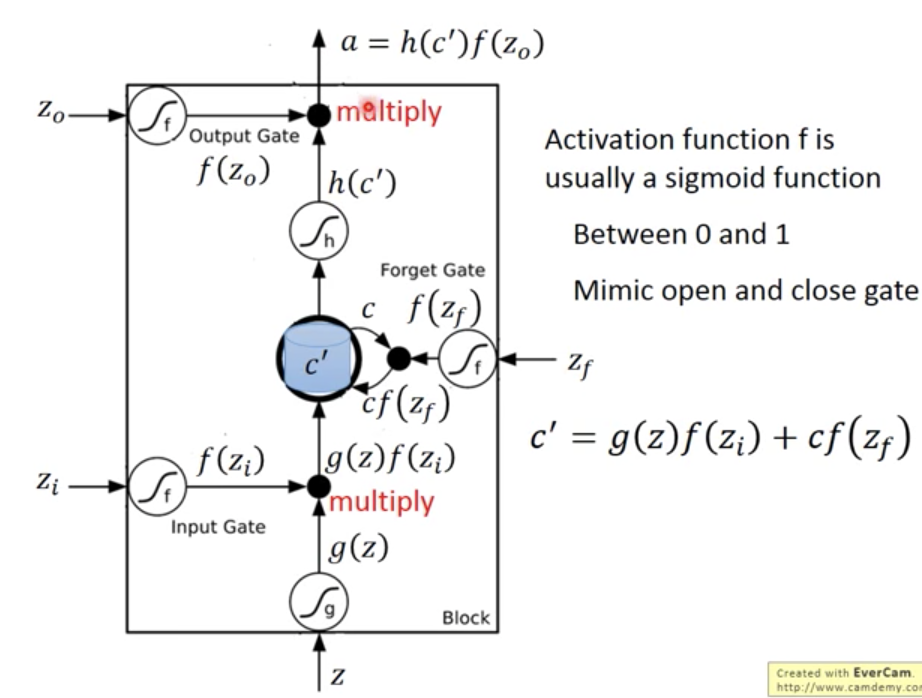 a = h(c′)f(z_o)
z_o
f
Output Gate
multiply
f(z_o)
h(c′)
h
Activation function f is
usually a sigmoid function
Between 0 and 1
Mimic open and close gate
Forget Gate
c
f(z_f)
c′
f
z_f
cf(z_f)
c′ = g(z)f(z_i) + cf(z_f)
f(z_i)
g(z)f(z_i)
z_i
f
multiply
Input Gate
g(z)
g
Block
z
Created with EverCam.
http://www.camdemy.co